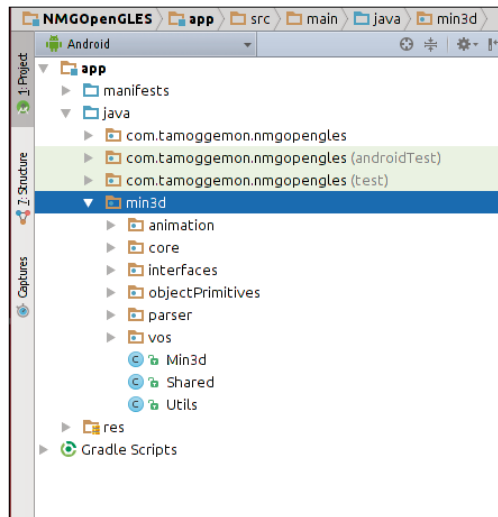 NMGOpenGLES app src main java min3d
Android
app
manifests
java
com.tamoggemon.nmgopengles
com.tamoggemon.nmgopengles (androidTest)
com.tamoggemon.nmgopengles (test)
min3d
animation
core
interfaces
objectPrimitives
parser
vos
C Min3d
C Shared
C Utils
res
Gradle Scripts
1: Project
7: Structure
Captures